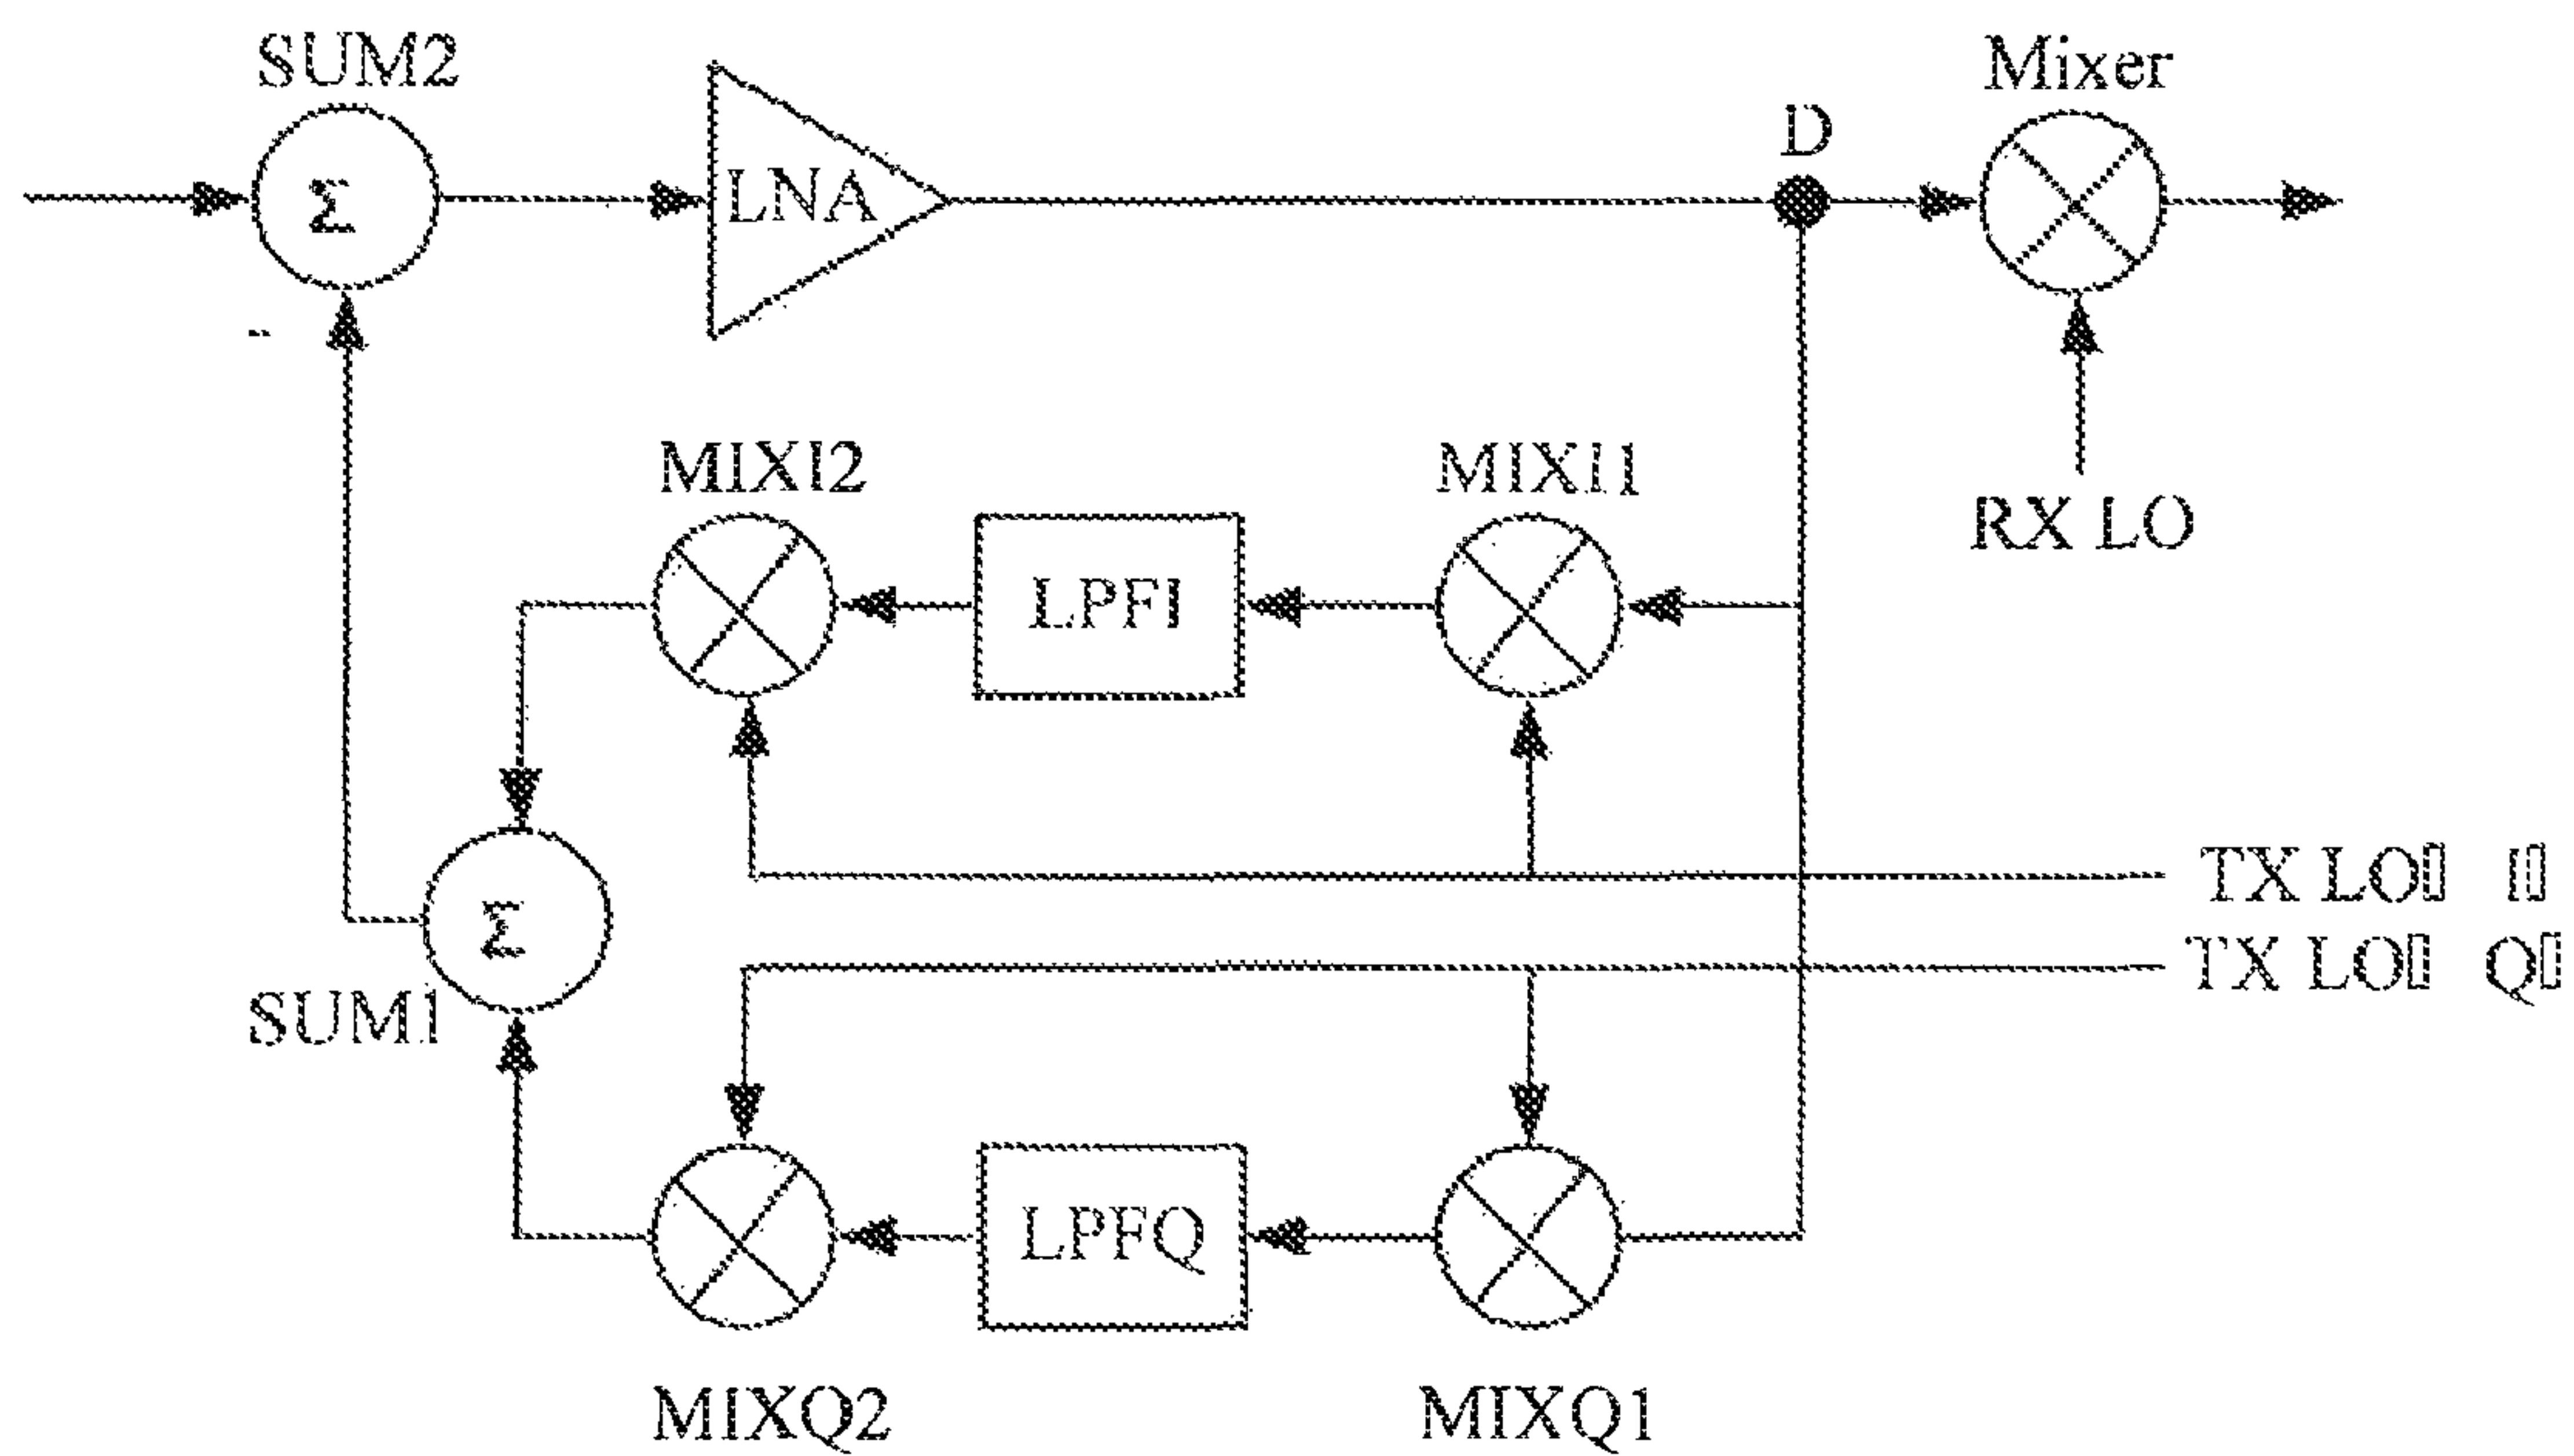 SUM2
Mixer
D
Σ
LNA
MIXI2
MIXI1
RX LO
LPFI
TX LO▯ I▯
Σ
TX LO▯ Q▯
SUM1
LPFQ
MIXQ2
MIXQ1